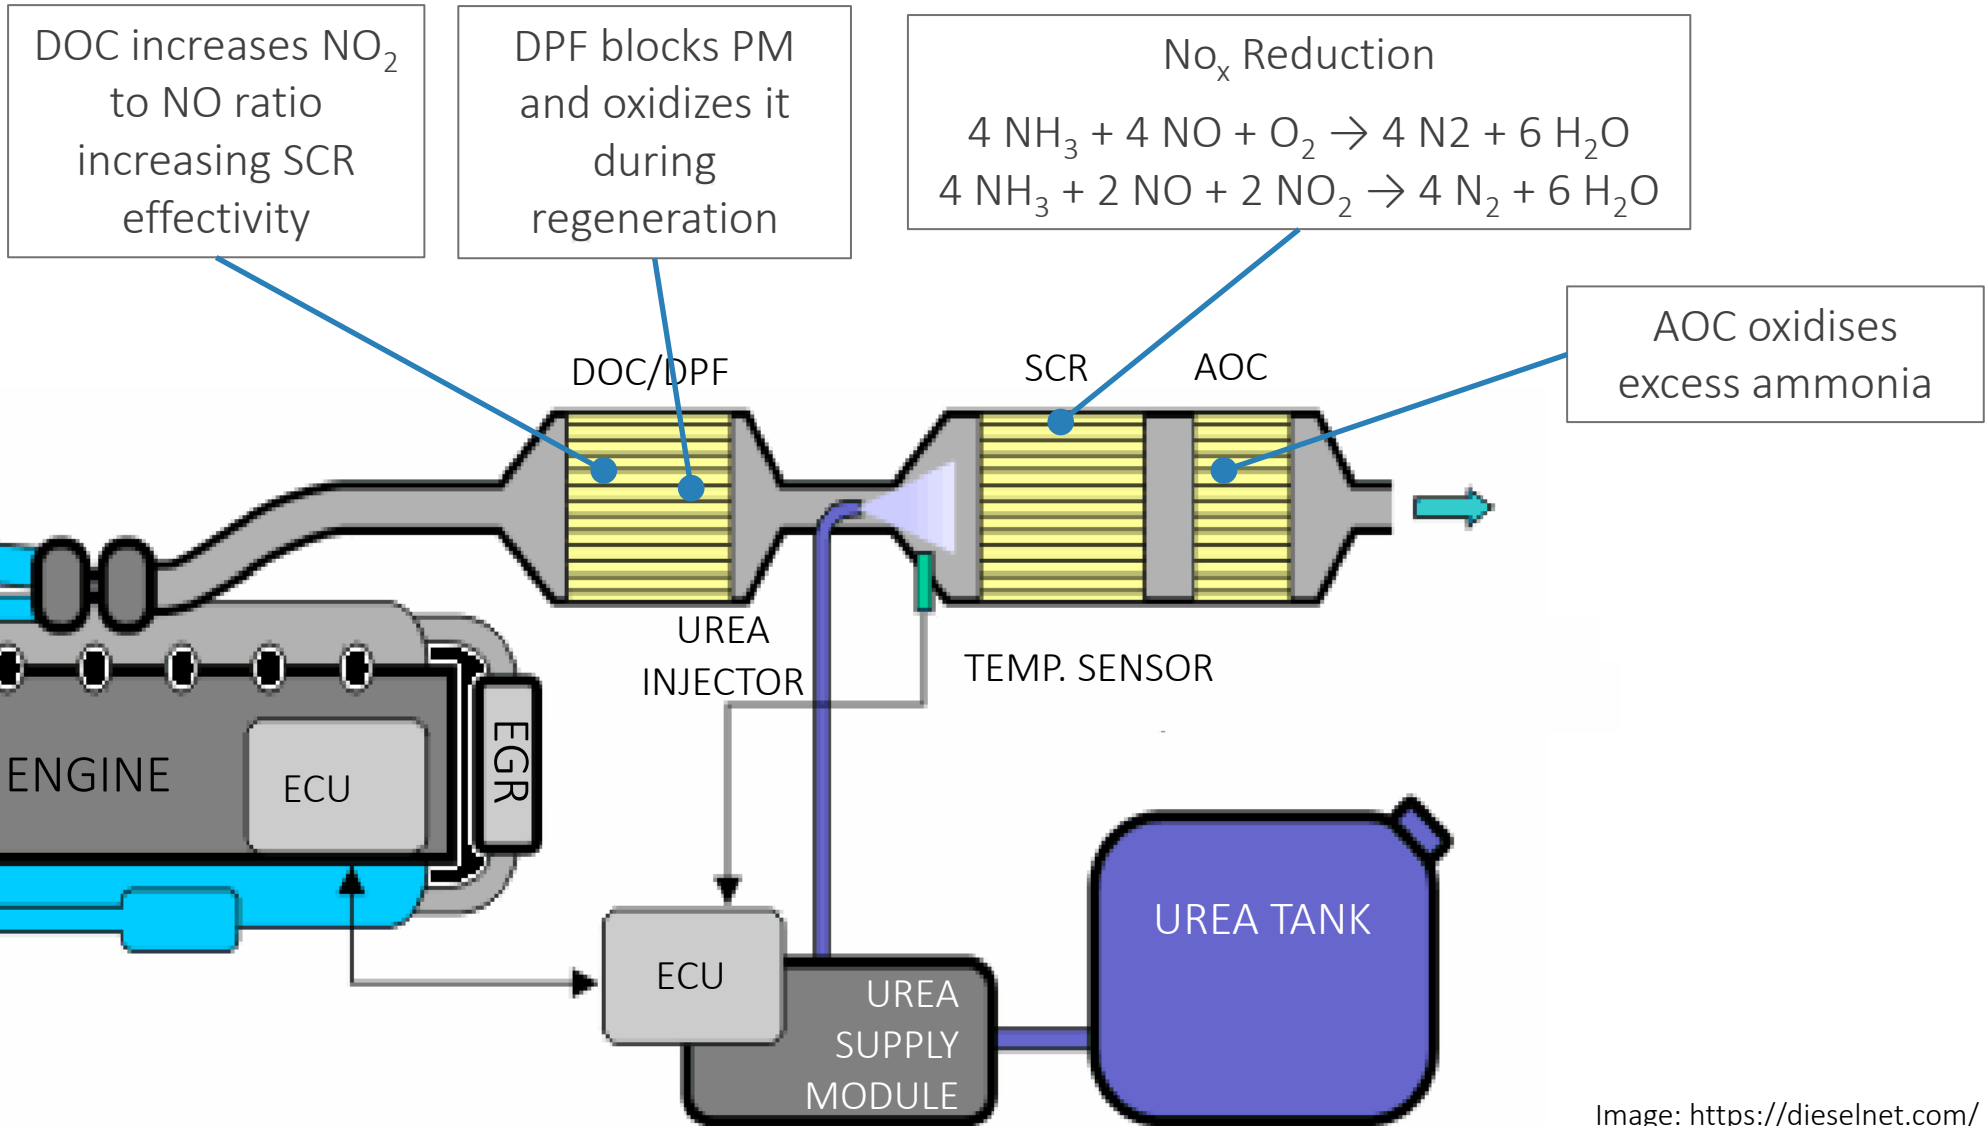 DOC increases NO₂
to NO ratio
increasing SCR
effectivity
DPF blocks PM
and oxidizes it
during
regeneration
Noₓ Reduction
4 NH₃ + 4 NO + O₂ → 4 N2 + 6 H₂O
4 NH₃ + 2 NO + 2 NO₂ → 4 N₂ + 6 H₂O
AOC oxidises
excess ammonia
DOC/DPF
SCR
AOC
UREA
INJECTOR
TEMP. SENSOR
ENGINE
ECU
EGR
ECU
UREA
SUPPLY
MODULE
UREA TANK
Image: https://dieselnet.com/